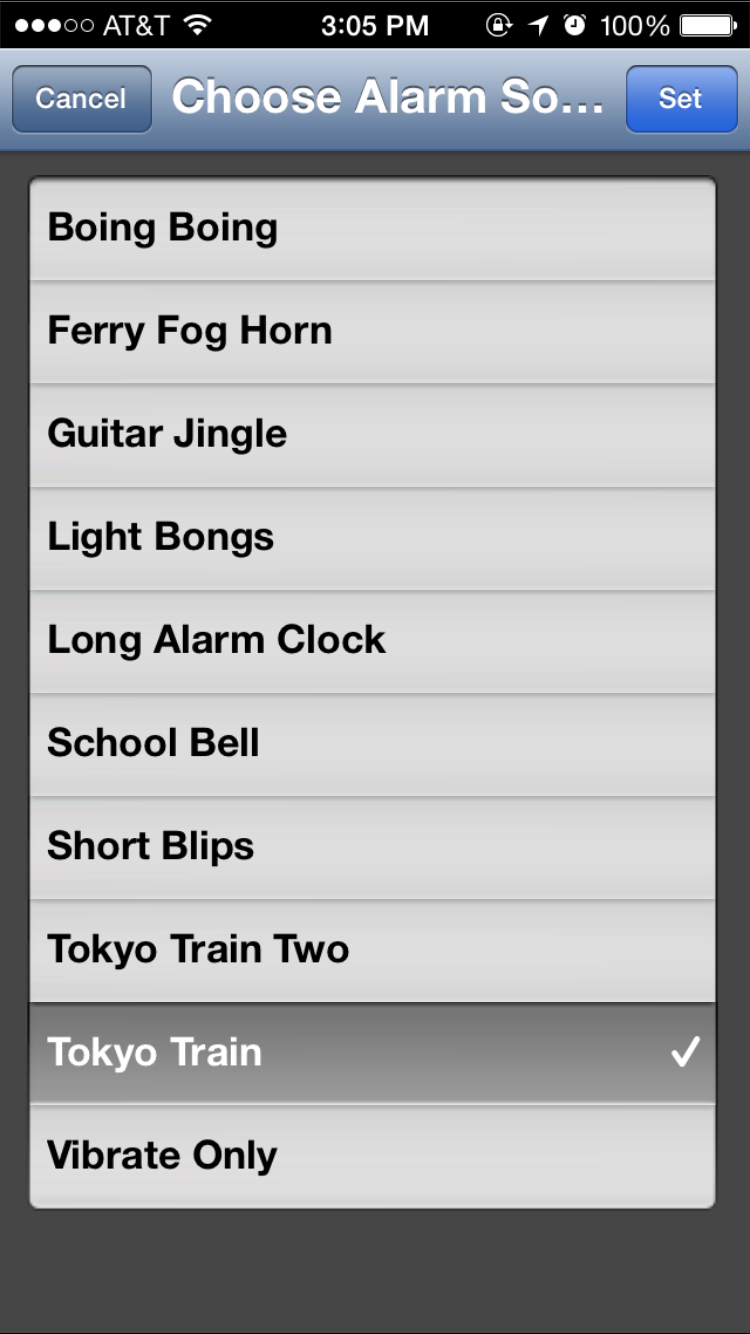 AT&T 3:05 PM 100%
Cancel Choose Alarm So... Set
Boing Boing
Ferry Fog Horn
Guitar Jingle
Light Bongs
Long Alarm Clock
School Bell
Short Blips
Tokyo Train Two
Tokyo Train
Vibrate Only